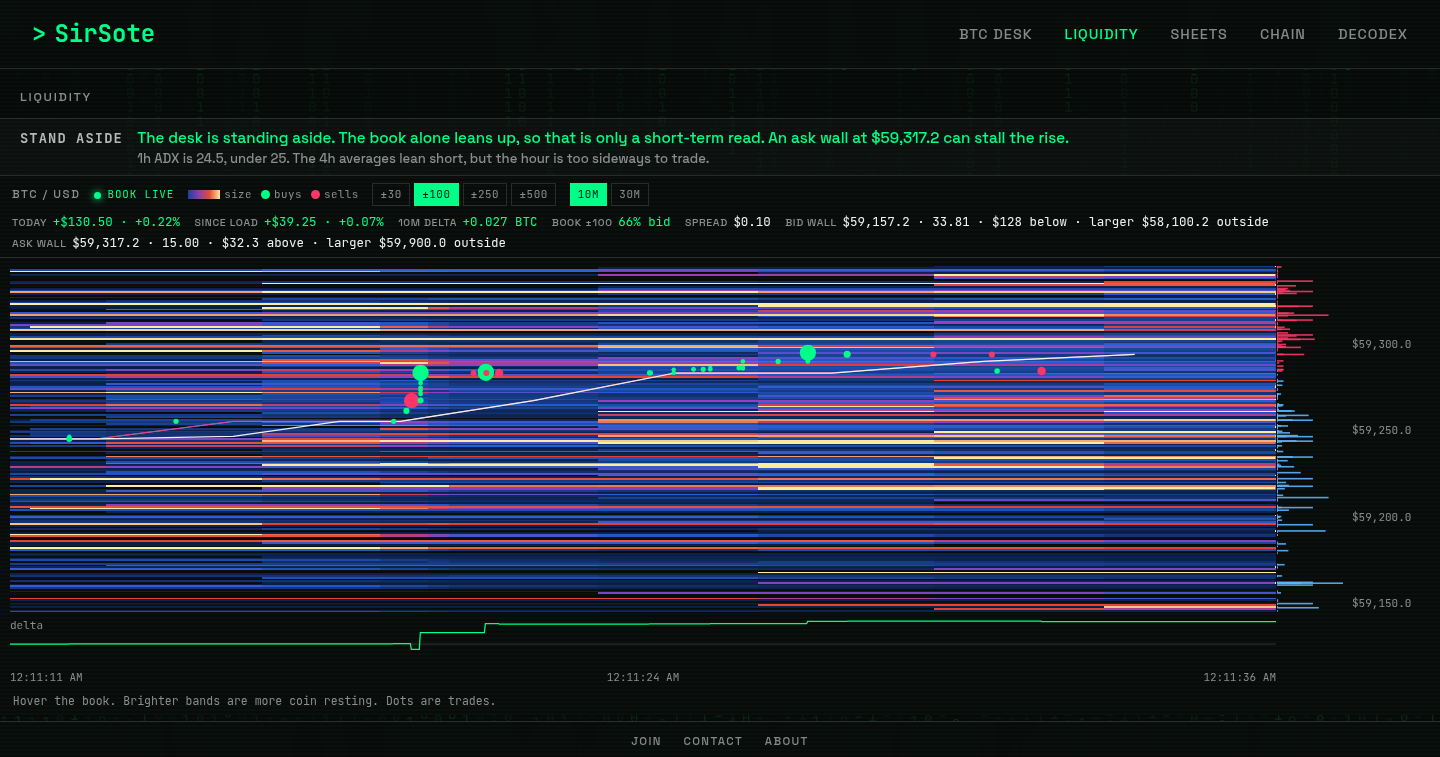 > SirSote
BTC DESK LIQUIDITY SHEETS CHAIN DECODEX
LIQUIDITY
STAND ASIDE The desk is standing aside. The book alone leans up, so that is only a short-term read. An ask wall at $59,317.2 can stall the rise.
1h ADX is 24.5, under 25. The 4h averages lean short, but the hour is too sideways to trade.
BTC / USD BOOK LIVE size buys sells ±30 ±100 ±250 ±500 10M 30M
TODAY +$130.50 · +0.22% SINCE LOAD +$39.25 · +0.07% 10M DELTA +0.027 BTC BOOK ±100 66% bid SPREAD $0.10 BID WALL $59,157.2 · 33.81 · $128 below · larger $58,100.2 outside
ASK WALL $59,317.2 · 15.00 · $32.3 above · larger $59,900.0 outside
$59,300.0
$59,250.0
$59,200.0
$59,150.0
delta
12:11:11 AM 12:11:24 AM 12:11:36 AM
Hover the book. Brighter bands are more coin resting. Dots are trades.
JOIN CONTACT ABOUT